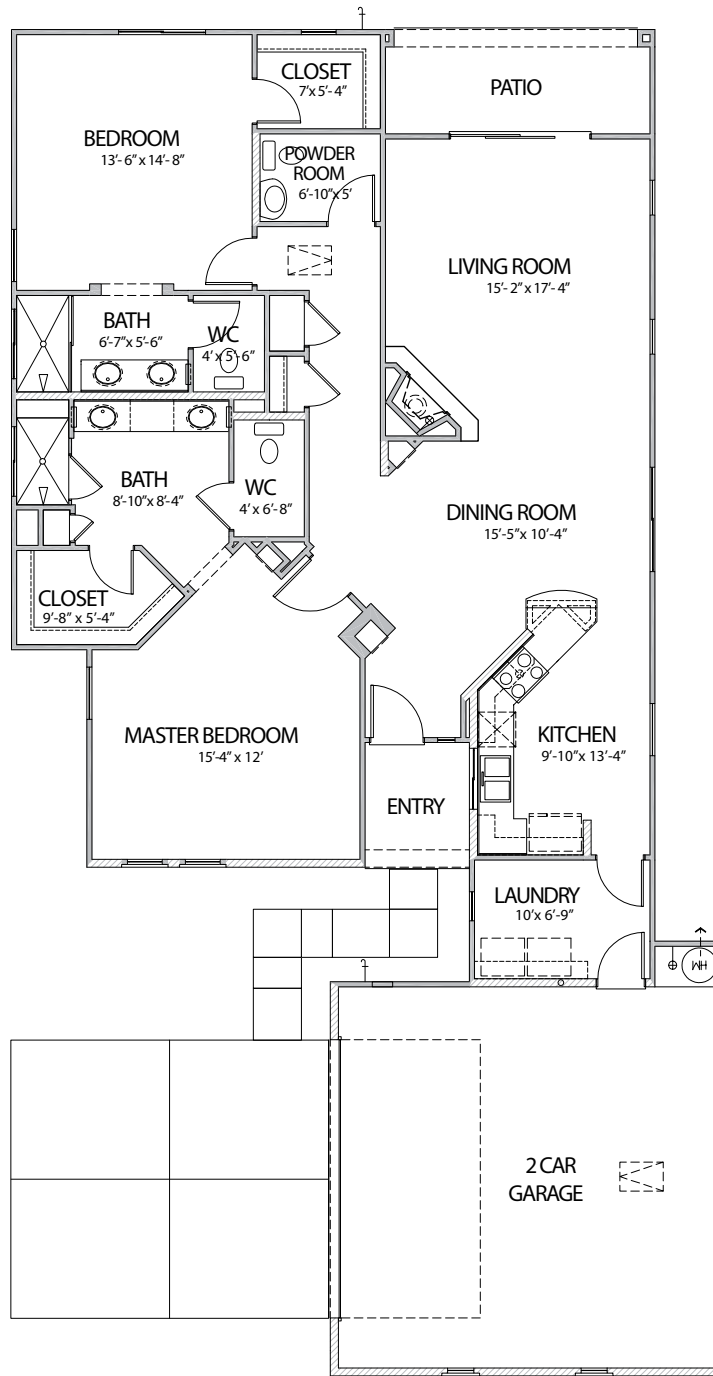 CLOSET
7'x 5'- 4"
PATIO
BEDROOM
13'- 6" x 14'- 8"
POWDER
ROOM
6'-10"x 5'
LIVING ROOM
15'- 2" x 17'- 4"
BATH
6'-7"x 5'-6"
WC
4' x 5'-6"
BATH
8'-10"x 8'-4"
WC
4' x 6'-8"
DINING ROOM
15'-5" x 10'-4"
CLOSET
9'-8" x 5'-4"
MASTER BEDROOM
15'-4" x 12'
KITCHEN
9'-10"x 13'-4"
ENTRY
LAUNDRY
10'x 6'-9"
HW
2 CAR
GARAGE